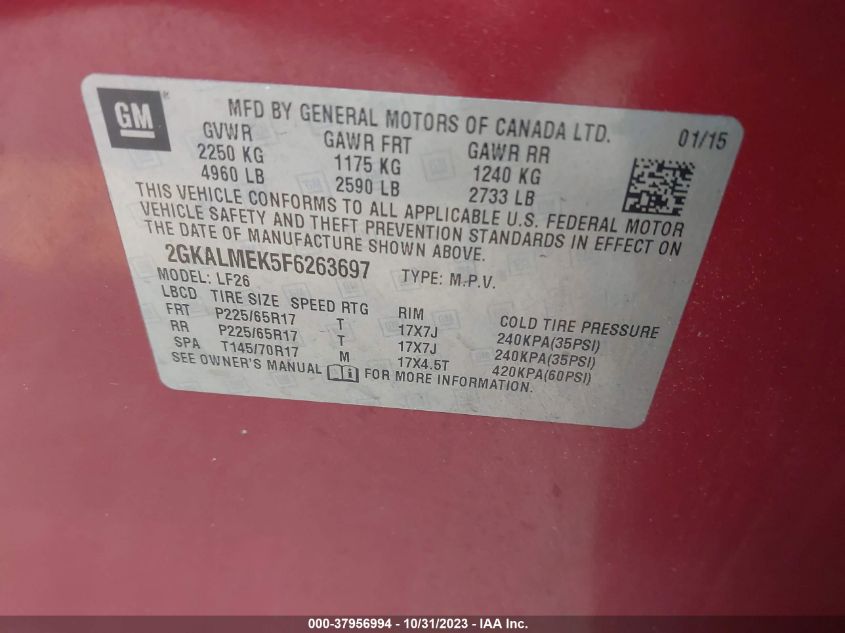 GM
MFD BY GENERAL MOTORS OF CANADA LTD. 01/15
GVWR GAWR FRT GAWR RR
2250 KG 1175 KG 1240 KG
4960 LB 2590 LB 2733 LB
THIS VEHICLE CONFORMS TO ALL APPLICABLE U.S. FEDERAL MOTOR
VEHICLE SAFETY AND THEFT PREVENTION STANDARDS IN EFFECT ON
THE DATE OF MANUFACTURE SHOWN ABOVE.
2GKALMEK5F6263697 TYPE: M.P.V.
MODEL: LF26
LBCD TIRE SIZE SPEED RTG RIM COLD TIRE PRESSURE
FRT P225/65R17 T 17X7J 240KPA(35PSI)
RR P225/65R17 T 17X7J 240KPA(35PSI)
SPA T145/70R17 M 17X4.5T 420KPA(60PSI)
SEE OWNER'S MANUAL i FOR MORE INFORMATION.
000-37956994 - 10/31/2023 - IAA Inc.